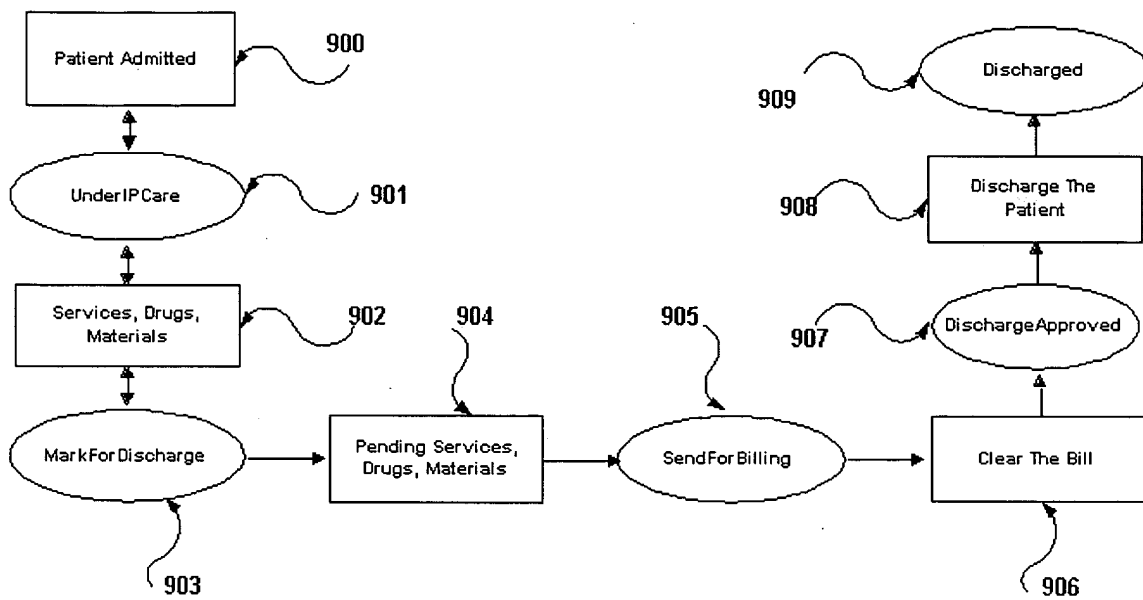 Patient Admitted
900
UnderIPCare
901
Services, Drugs,
Materials
902
MarkForDischarge
903
Pending Services,
Drugs, Materials
904
SendForBilling
905
Clear The Bill
906
DischargeApproved
907
Discharge The
Patient
908
Discharged
909